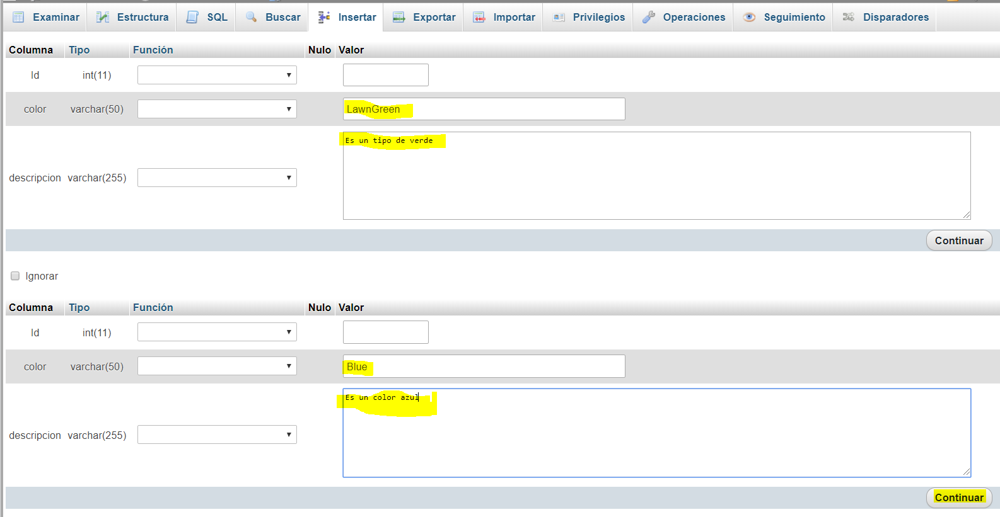 Examinar Estructura SQL Buscar Insertar Exportar Importar Privilegios Operaciones Seguimiento Disparadores
Columna Tipo Función Nulo Valor
Id int(11)
color varchar(50) LawnGreen
Es un tipo de verde
descripcion varchar(255)
Continuar
Ignorar
Columna Tipo Función Nulo Valor
Id int(11)
color varchar(50) Blue
Es un color azul
descripcion varchar(255)
Continuar